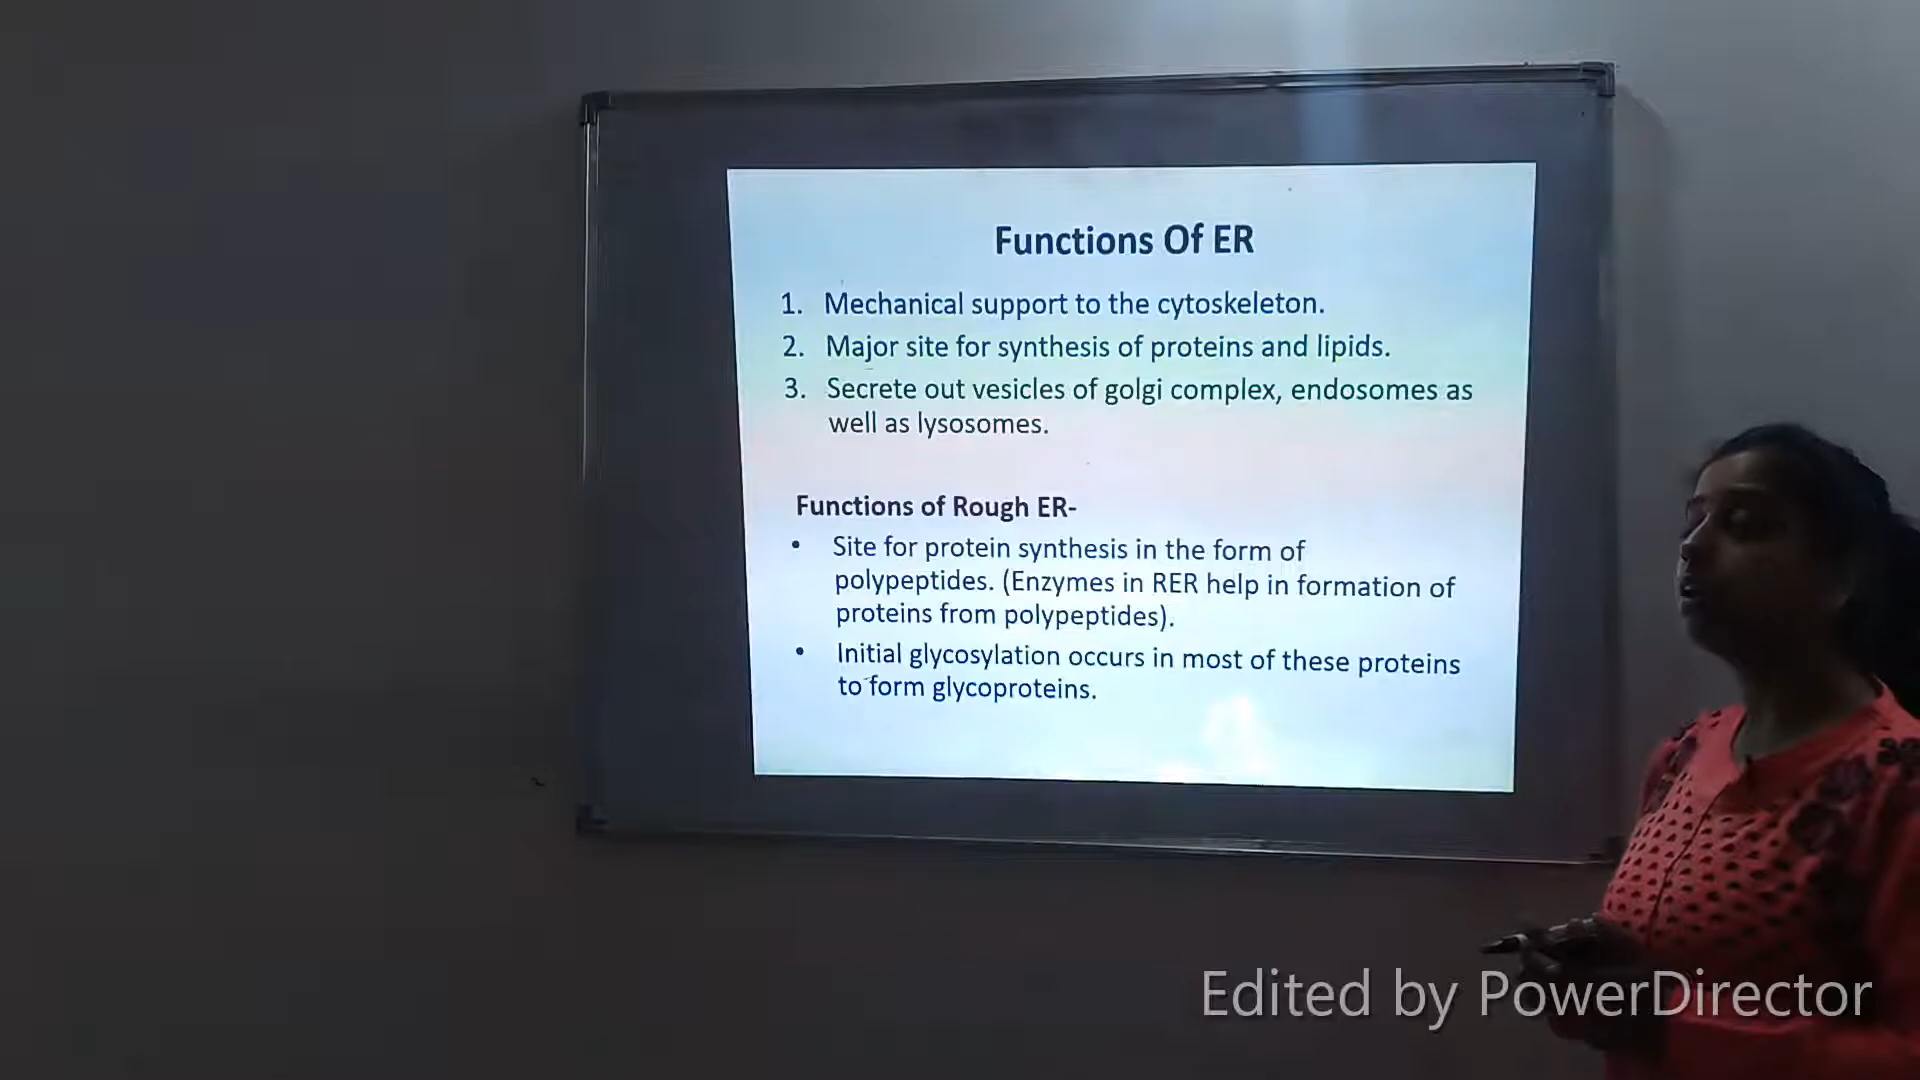 Functions Of ER
1. Mechanical support to the cytoskeleton.
2. Major site for synthesis of proteins and lipids.
3. Secrete out vesicles of golgi complex, endosomes as
well as lysosomes.
Functions of Rough ER-
• Site for protein synthesis in the form of
polypeptides. (Enzymes in RER help in formation of
proteins from polypeptides).
• Initial glycosylation occurs in most of these proteins
to form glycoproteins.
Edited by PowerDirector